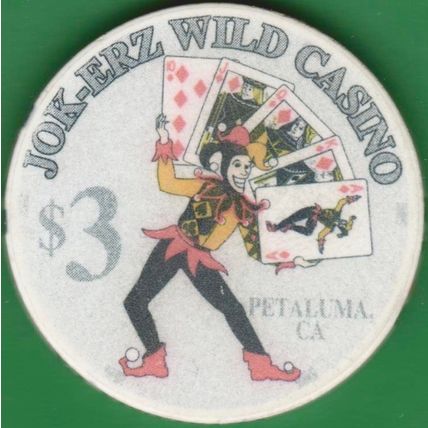 JOK-ERZ WILD CASINO
$3
PETALUMA,
CA